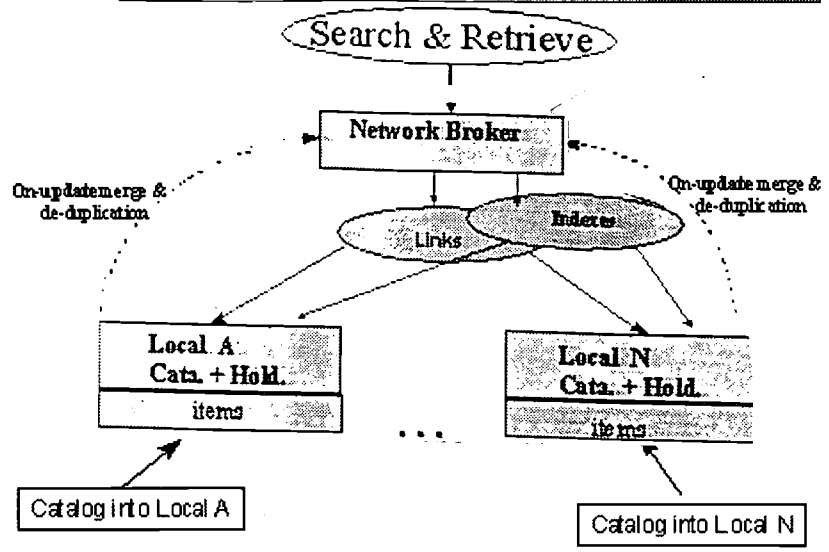 Search & Retrieve
Network Broker
On-update merge &
de-duplication
On-update merge &
de-duplication
Links
Indexes
Local A
Cata. + Hold.
items
Local N
Cata. + Hold.
items
...
Catalog into Local A
Catalog into Local N